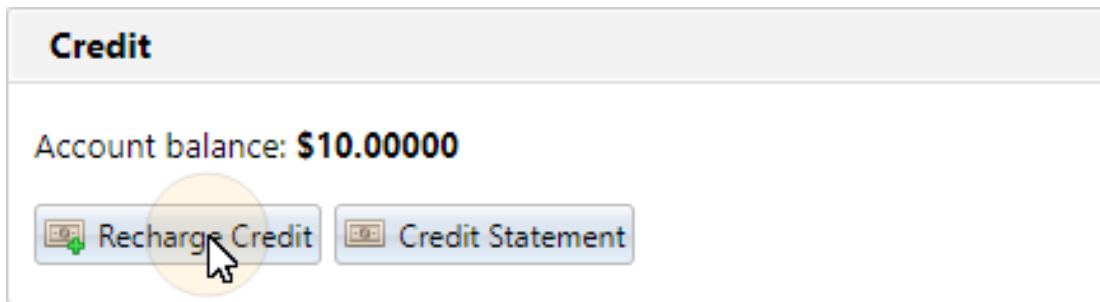 Credit
Account balance: $10.00000
Recharge Credit Credit Statement